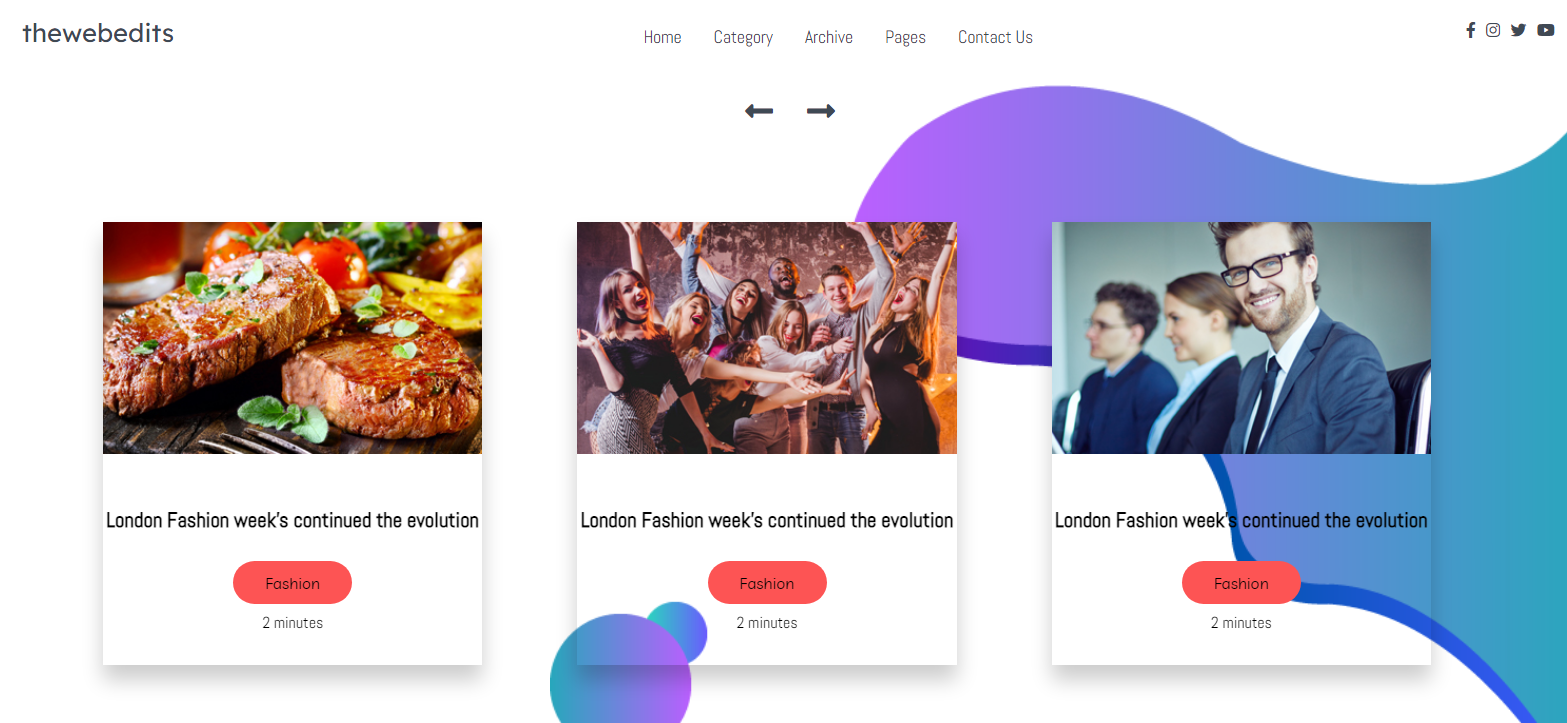 thewebedits
Home Category Archive Pages Contact Us
London Fashion week's continued the evolution
Fashion
2 minutes
London Fashion week's continued the evolution
Fashion
2 minutes
London Fashion week's continued the evolution
Fashion
2 minutes